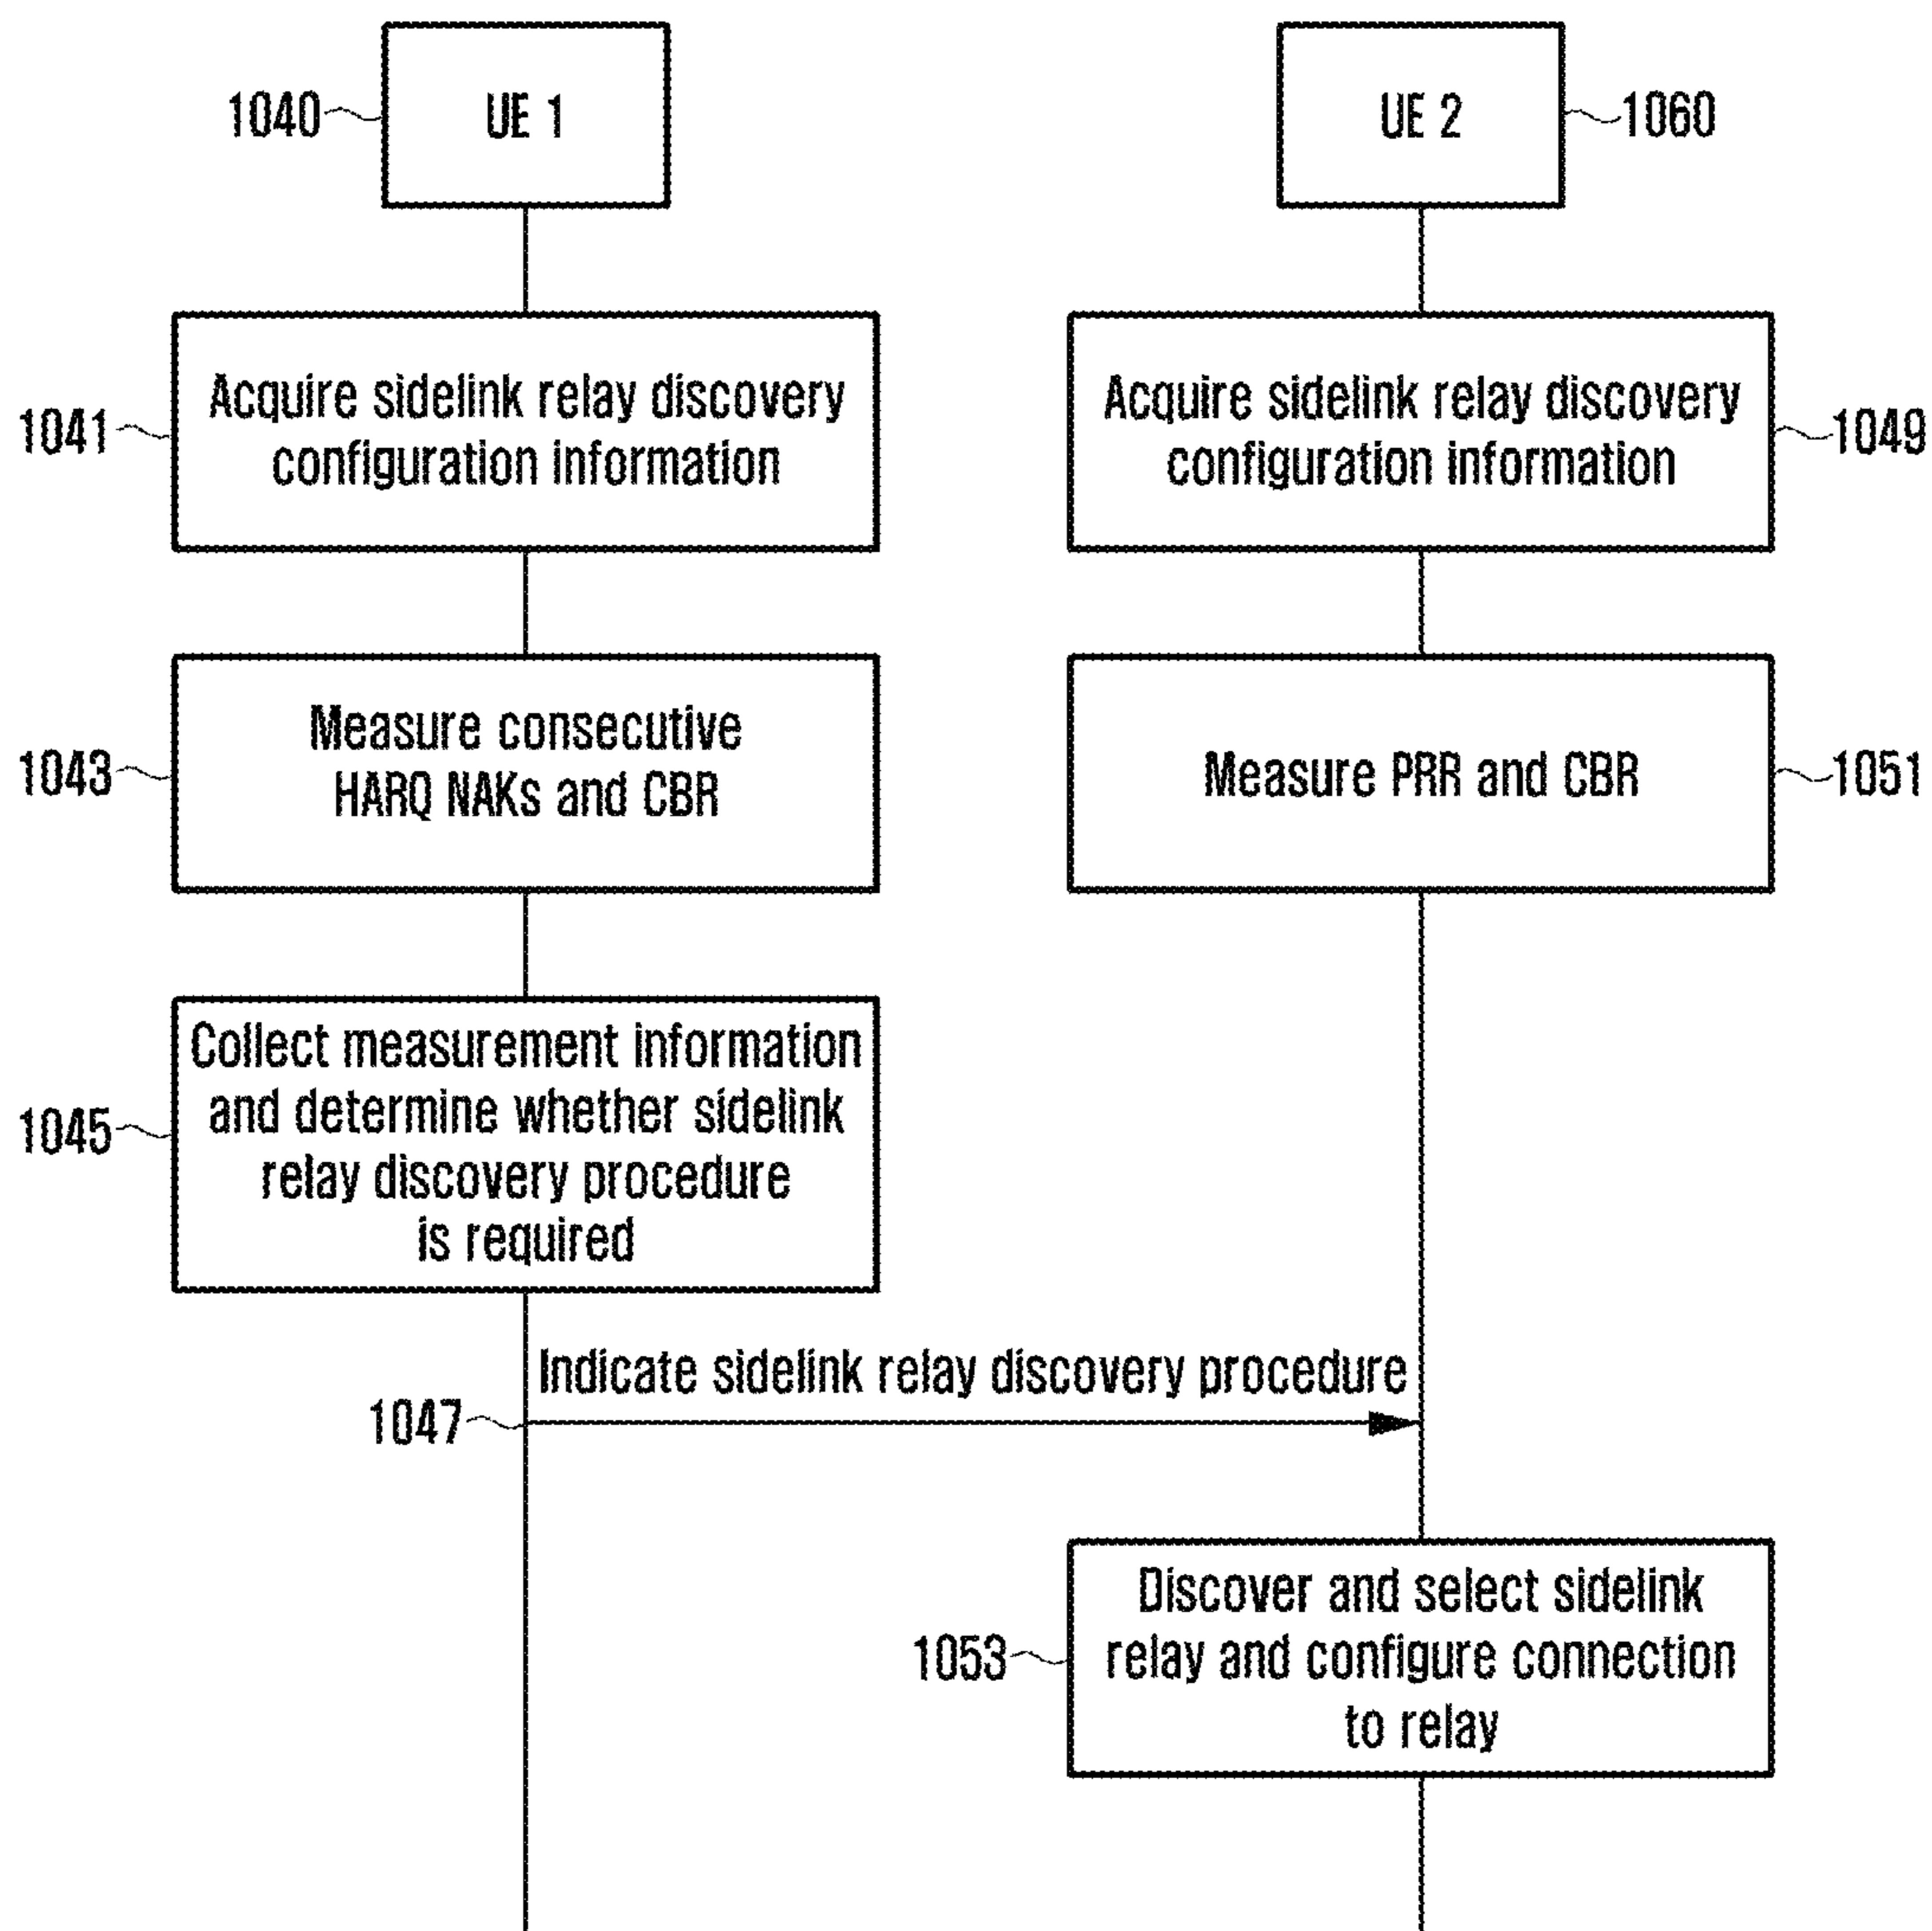 1040
UE 1
UE 2
1060
1041
Acquire sidelink relay discovery
configuration information
Acquire sidelink relay discovery
configuration information
1049
1043
Measure consecutive
HARQ NAKs and CBR
Measure PRR and CBR
1051
1045
Collect measurement information
and determine whether sidelink
relay discovery procedure
is required
Indicate sidelink relay discovery procedure
1047
1053
Discover and select sidelink
relay and configure connection
to relay